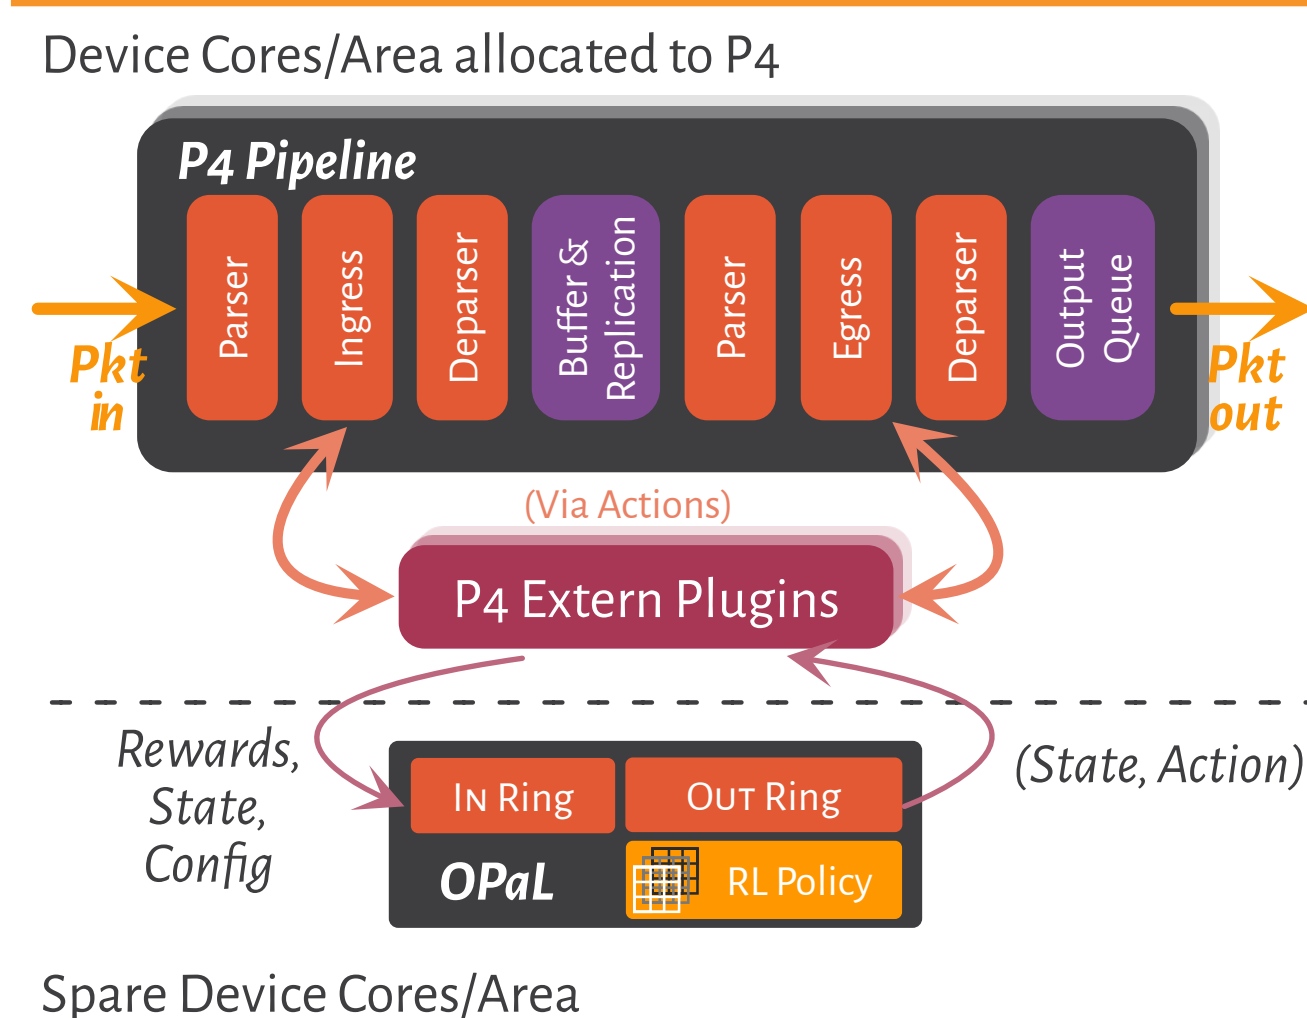 Device Cores/Area allocated to P4
P4 Pipeline
Parser
Ingress
Deparser
Buffer &
Replication
Parser
Egress
Deparser
Output
Queue
Pkt
in
Pkt
out
(Via Actions)
P4 Extern Plugins
Rewards,
State,
Config
(State, Action)
IN Ring
OUT Ring
OPaL
RL Policy
Spare Device Cores/Area